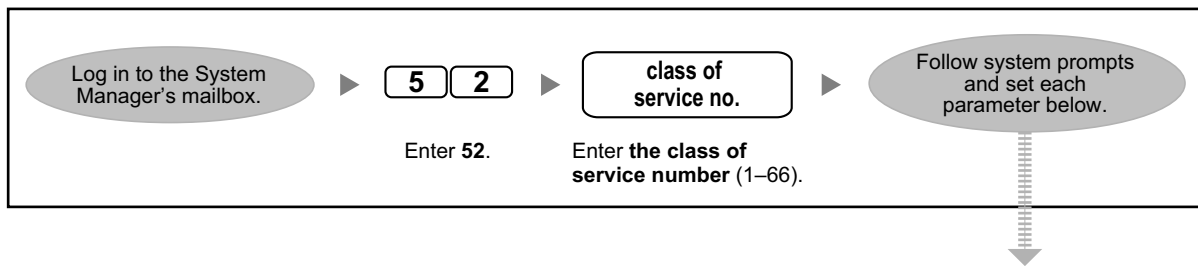 Log in to the System
Manager's mailbox.
5 2
Enter 52.
class of
service no.
Enter the class of
service number (1–66).
Follow system prompts
and set each
parameter below.